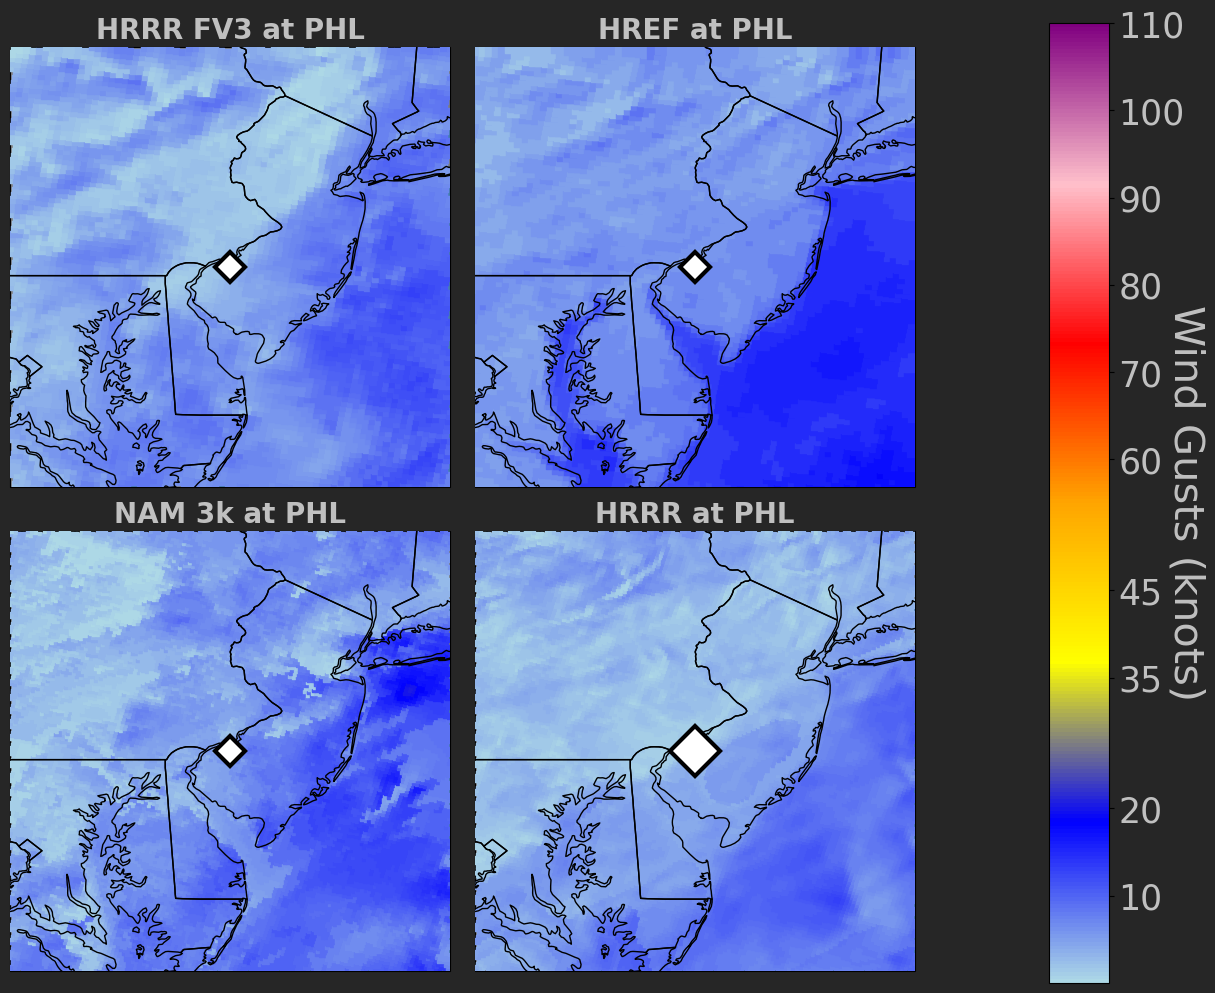 HRRR FV3 at PHL
HREF at PHL
NAM 3k at PHL
HRRR at PHL
110
100
90
80
70
60
45
35
20
10
Wind Gusts (knots)